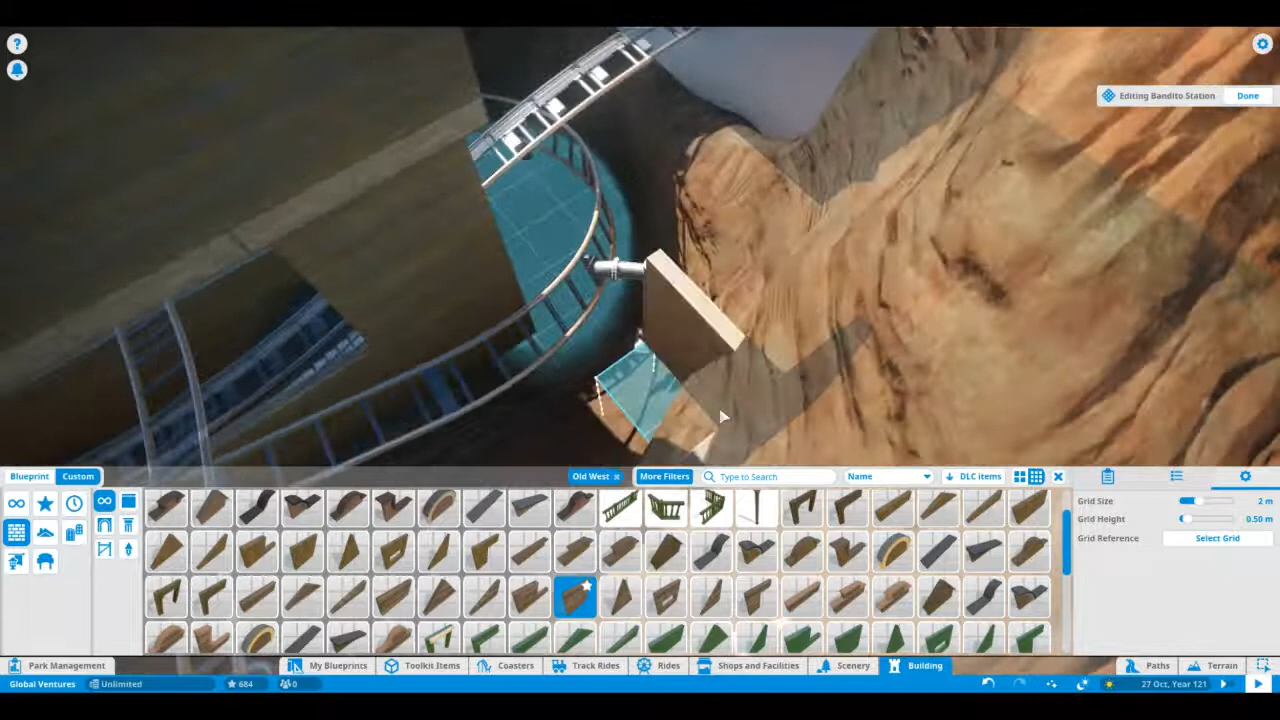 ?
Editing Bandito Station Done
Blueprint Custom
Old West × More Filters Type to Search Name DLC items
Grid Size 2 m
Grid Height 0.50 m
Grid Reference Select Grid
Park Management My Blueprints Toolkit Items Coasters Track Rides Rides Shops and Facilities Scenery Building Paths Terrain
Global Ventures Unlimited 684 0 27 Oct, Year 121